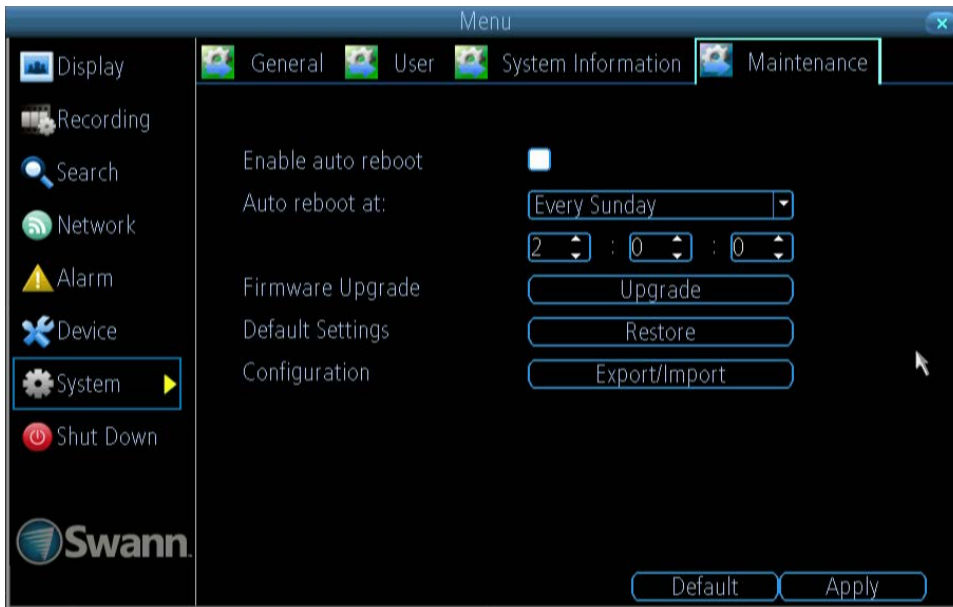 Menu
Display
Recording
Search
Network
Alarm
Device
System
Shut Down
Swann
General User System Information Maintenance
Enable auto reboot
Auto reboot at: Every Sunday
2 : 0 : 0
Firmware Upgrade Upgrade
Default Settings Restore
Configuration Export/Import
Default Apply